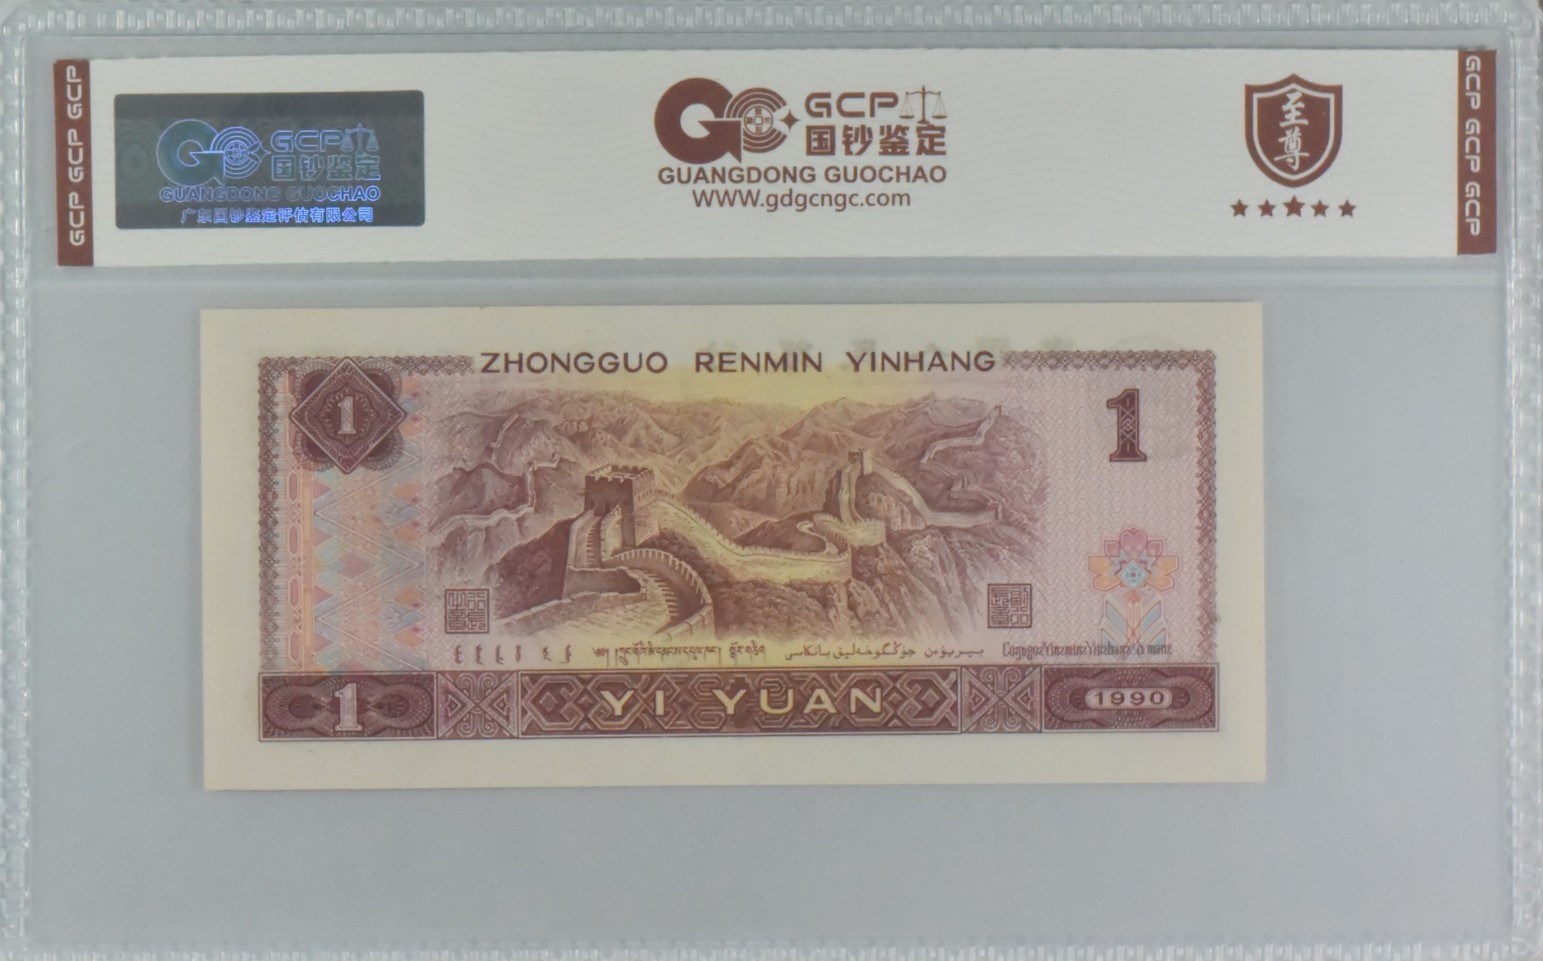 GCP GCP GCP
GCP 国钞鉴定
GUANGDONG GUOCHAO
广东国钞鉴定评估有限公司
GCP
国钞鉴定
GUANGDONG GUOCHAO
www.gdgcngc.com
至尊
GCP GCP GCP
ZHONGGUO RENMIN YINHANG
1
1
1
YI YUAN
1990